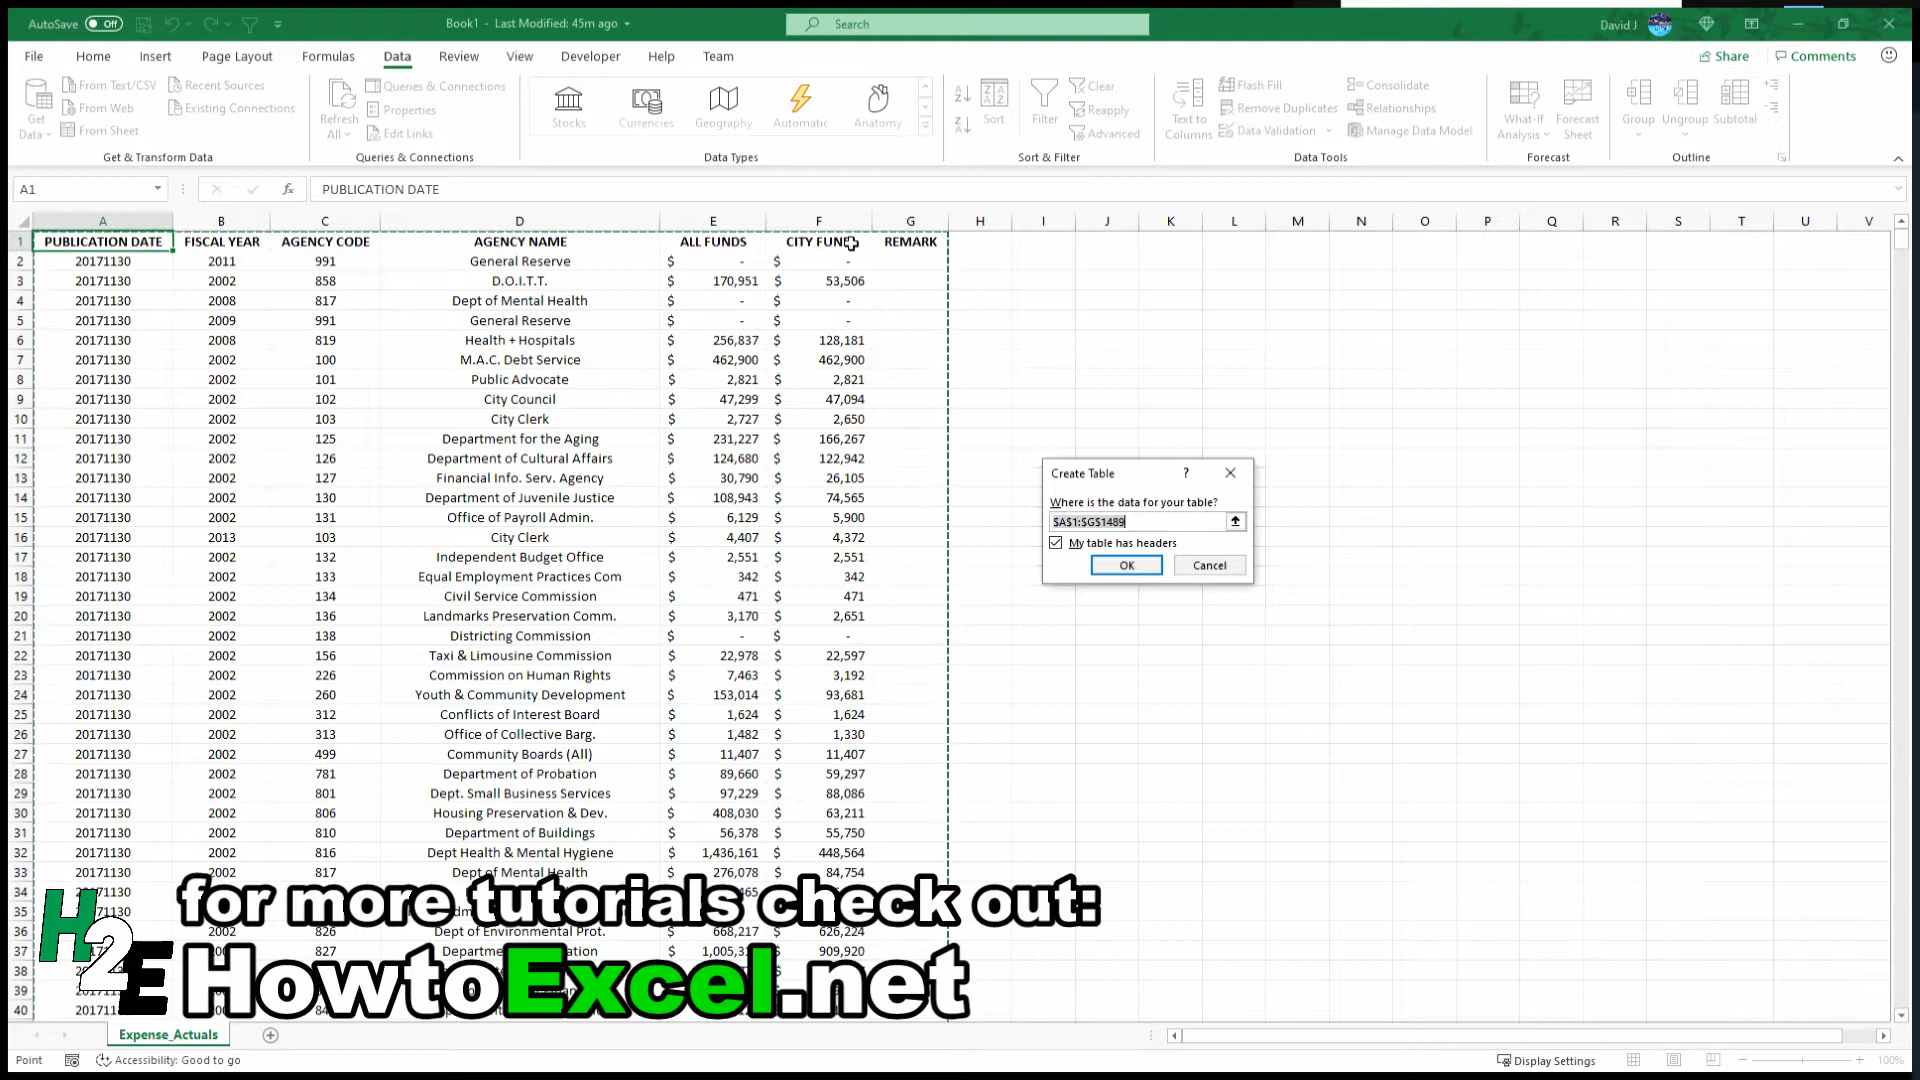 AutoSave Off Book1 - Last Modified: 45m ago Search David J
File Home Insert Page Layout Formulas Data Review View Developer Help Team Share Comments
Get Data From Text/CSV From Web From Sheet Recent Sources Existing Connections
Refresh All Queries & Connections Properties Edit Links
Stocks Currencies Geography Automatic Anatomy
Sort Filter Clear Reapply Advanced
Text to Columns Flash Fill Remove Duplicates Data Validation Consolidate Relationships Manage Data Model
What-If Analysis Forecast Sheet Group Ungroup Subtotal
Get & Transform Data Queries & Connections Data Types Sort & Filter Data Tools Forecast Outline
A1 fx PUBLICATION DATE
A B C D E F G H I J K L M N O P Q R S T U V
1 PUBLICATION DATE FISCAL YEAR AGENCY CODE AGENCY NAME ALL FUNDS CITY REMARK
2 20171130 2011 991 General Reserve $ - $ -
3 20171130 2002 858 D.O.I.T.T. $ 170,951 $ 53,506
4 20171130 2008 817 Dept of Mental Health $ - $ -
5 20171130 2009 991 General Reserve $ - $ -
6 20171130 2008 819 Health + Hospitals $ 256,837 $ 128,181
7 20171130 2002 100 M.A.C. Debt Service $ 462,900 $ 462,900
8 20171130 2002 101 Public Advocate $ 2,821 $ 2,821
9 20171130 2002 102 City Council $ 47,299 $ 47,094
10 20171130 2002 103 City Clerk $ 2,727 $ 2,650
11 20171130 2002 125 Department for the Aging $ 231,227 $ 166,267
12 20171130 2002 126 Department of Cultural Affairs $ 124,680 $ 122,942
13 20171130 2002 127 Financial Info. Serv. Agency $ 30,790 $ 26,105
14 20171130 2002 130 Department of Juvenile Justice $ 108,943 $ 74,565
15 20171130 2002 131 Office of Payroll Admin. $ 6,129 $ 5,900
16 20171130 2013 103 City Clerk $ 4,407 $ 4,372
17 20171130 2002 132 Independent Budget Office $ 2,551 $ 2,551
18 20171130 2002 133 Equal Employment Practices Com $ 342 $ 342
19 20171130 2002 134 Civil Service Commission $ 471 $ 471
20 20171130 2002 136 Landmarks Preservation Comm. $ 3,170 $ 2,651
21 20171130 2002 138 Districting Commission $ - $ -
22 20171130 2002 156 Taxi & Limousine Commission $ 22,978 $ 22,597
23 20171130 2002 226 Commission on Human Rights $ 7,463 $ 3,192
24 20171130 2002 260 Youth & Community Development $ 153,014 $ 93,681
25 20171130 2002 312 Conflicts of Interest Board $ 1,624 $ 1,624
26 20171130 2002 313 Office of Collective Barg. $ 1,482 $ 1,330
27 20171130 2002 499 Community Boards (All) $ 11,407 $ 11,407
28 20171130 2002 781 Department of Probation $ 89,660 $ 59,297
29 20171130 2002 801 Dept. Small Business Services $ 97,229 $ 88,086
30 20171130 2002 806 Housing Preservation & Dev. $ 408,030 $ 63,211
31 20171130 2002 810 Department of Buildings $ 56,378 $ 55,750
32 20171130 2002 816 Dept Health & Mental Hygiene $ 1,436,161 $ 448,564
33 20171130 2002 817 Dept of Mental Health $ 276,078 $ 84,754
34
35
36 2002 826 Dept of Environmental Prot. $ 668,217 $ 626,224
37 827 $ $ 909,920
38
39
40
Create Table ? X
Where is the data for your table?
$A$1:$G$1489
My table has headers
OK Cancel
for more tutorials check out:
H2E HowtoExcel.net
Expense_Actuals
Point Accessibility: Good to go Display Settings 100%